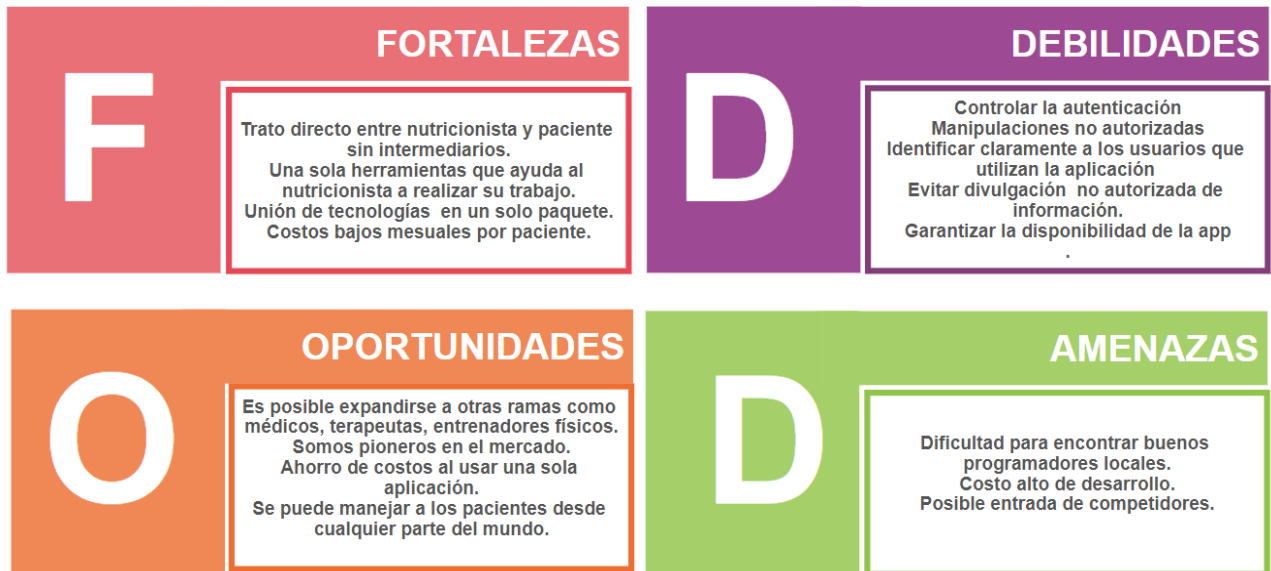 FORTALEZAS
F
Trato directo entre nutricionista y paciente
sin intermediarios.
Una sola herramientas que ayuda al
nutricionista a realizar su trabajo.
Unión de tecnologías en un solo paquete.
Costos bajos mesuales por paciente.
DEBILIDADES
D
Controlar la autenticación
Manipulaciones no autorizadas
Identificar claramente a los usuarios que
utilizan la aplicación
Evitar divulgación no autorizada de
información.
Garantizar la disponibilidad de la app
.
OPORTUNIDADES
O
Es posible expandirse a otras ramas como
médicos, terapeutas, entrenadores físicos.
Somos pioneros en el mercado.
Ahorro de costos al usar una sola
aplicación.
Se puede manejar a los pacientes desde
cualquier parte del mundo.
AMENAZAS
D
Dificultad para encontrar buenos
programadores locales.
Costo alto de desarrollo.
Posible entrada de competidores.